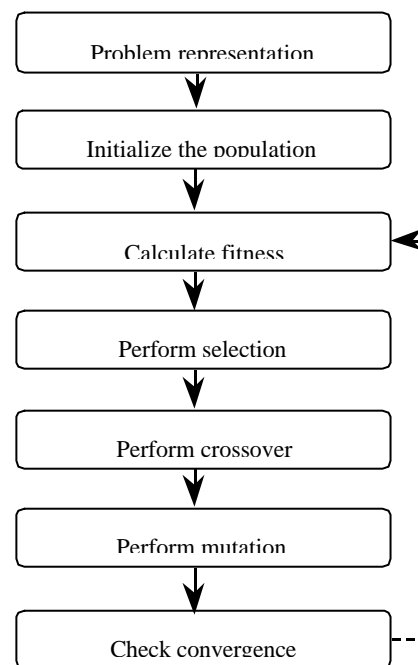 Problem representation
Initialize the population
Calculate fitness
Perform selection
Perform crossover
Perform mutation
Check convergence